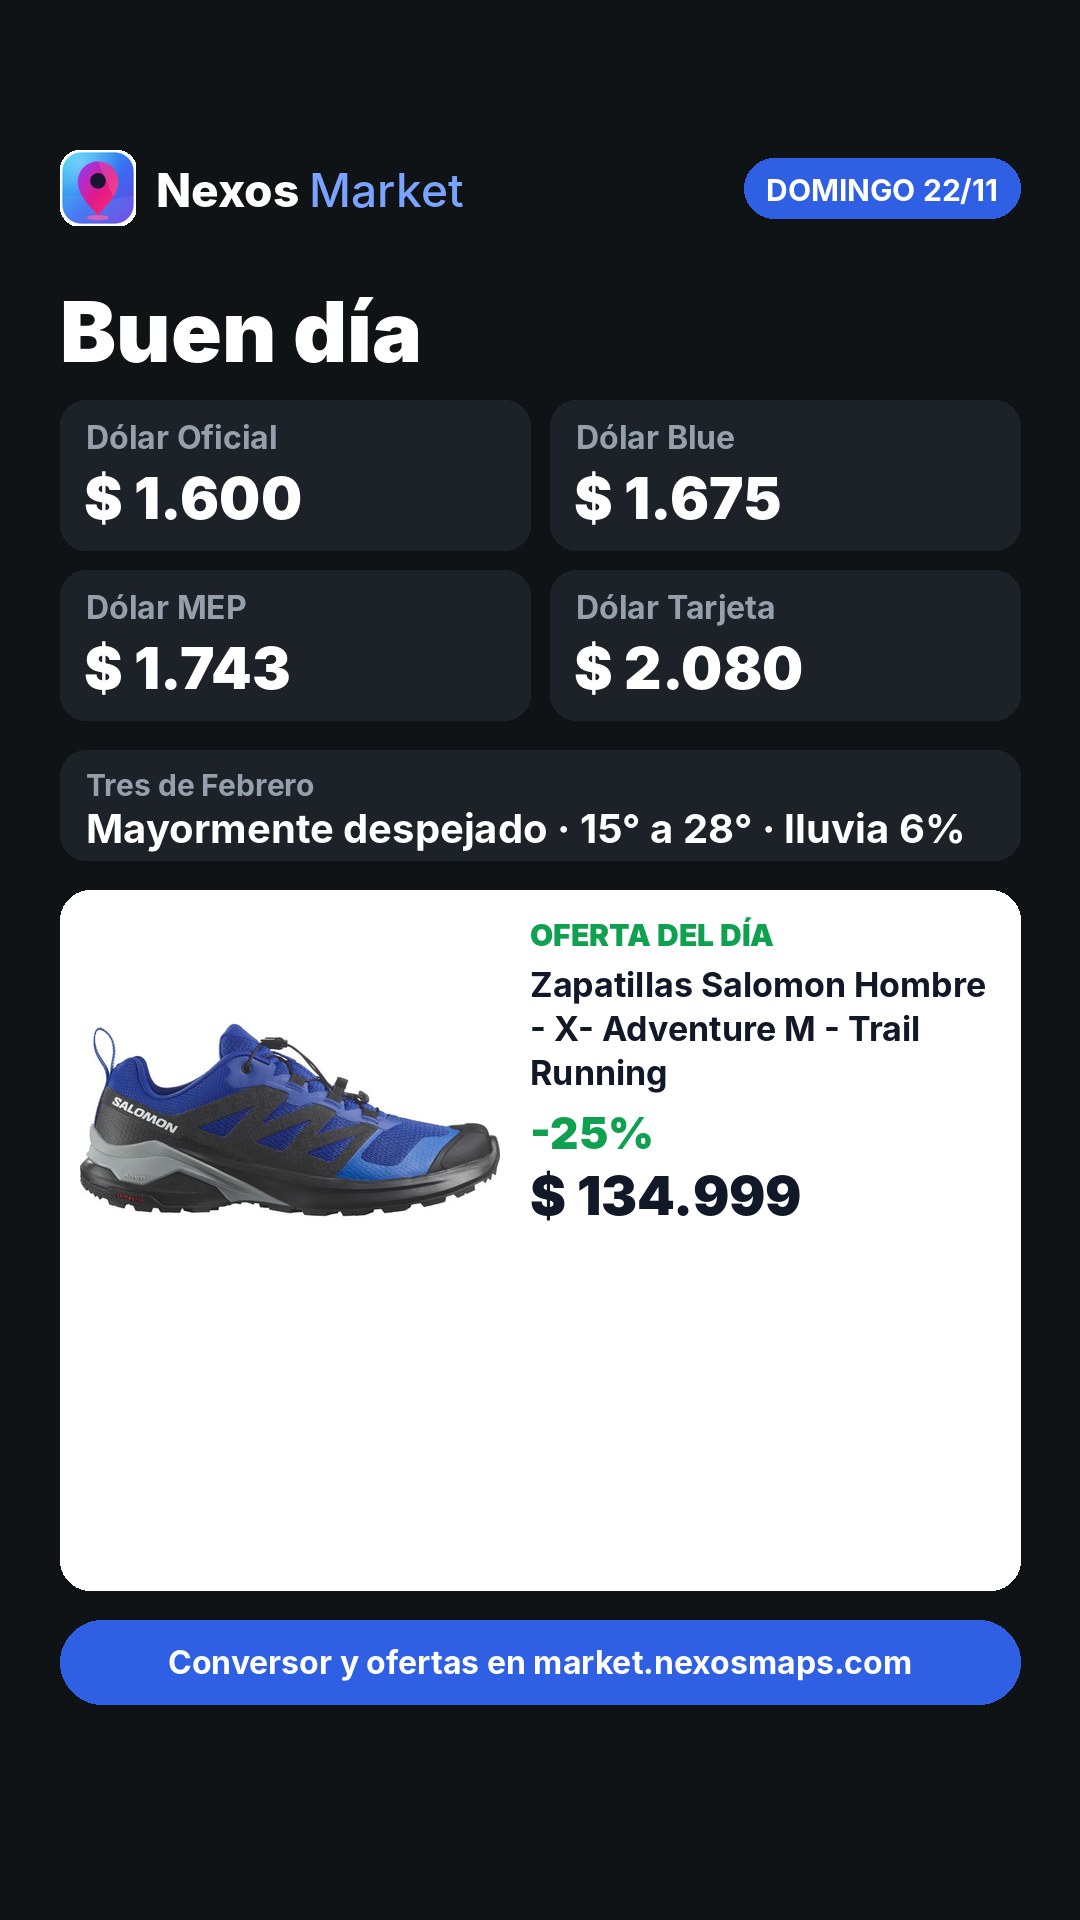 Nexos Market
DOMINGO 22/11
Buen día
Dólar Oficial
$ 1.600
Dólar Blue
$ 1.675
Dólar MEP
$ 1.743
Dólar Tarjeta
$ 2.080
Tres de Febrero
Mayormente despejado · 15° a 28° · lluvia 6%
OFERTA DEL DÍA
Zapatillas Salomon Hombre
- X- Adventure M - Trail
Running
-25%
$ 134.999
SALOMON
Conversor y ofertas en market.nexosmaps.com